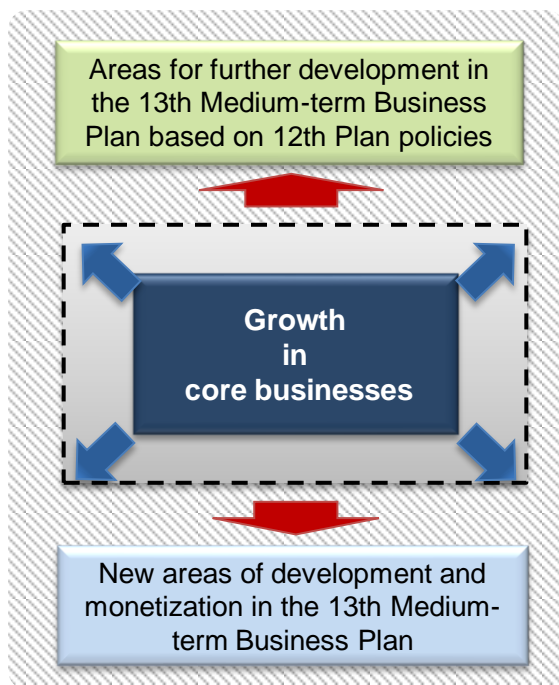 Areas for further development in
the 13th Medium-term Business
Plan based on 12th Plan policies
Growth
in
core businesses
New areas of development and
monetization in the 13th Medium-
term Business Plan